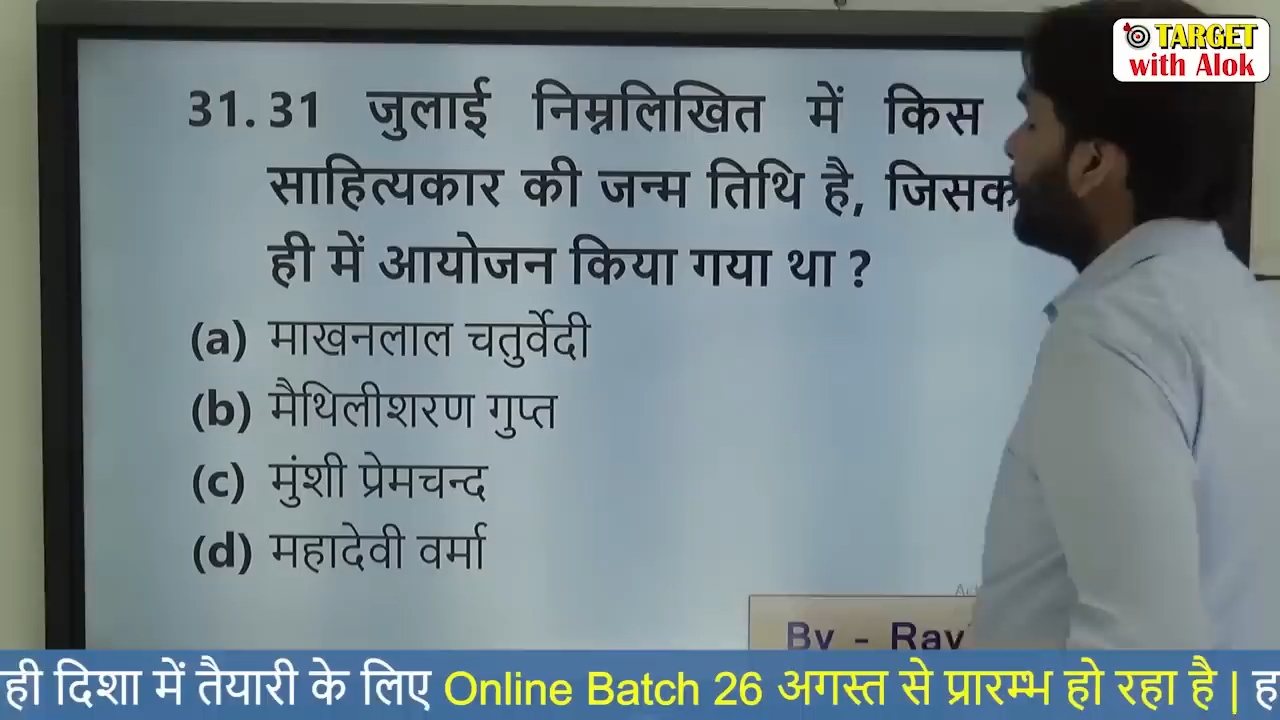 TARGET
with Alok
31. 31 जुलाई निम्नलिखित में किस
साहित्यकार की जन्म तिथि है,
ही में आयोजन किया गया था ?
(a) माखनलाल चतुर्वेदी
(b) मैथिलीशरण गुप्त
(c) मुंशी प्रेमचन्द
(d) महादेवी वर्मा
By - Rav
ही दिशा में तैयारी के लिए Online Batch 26 अगस्त से प्रारम्भ हो रहा है |